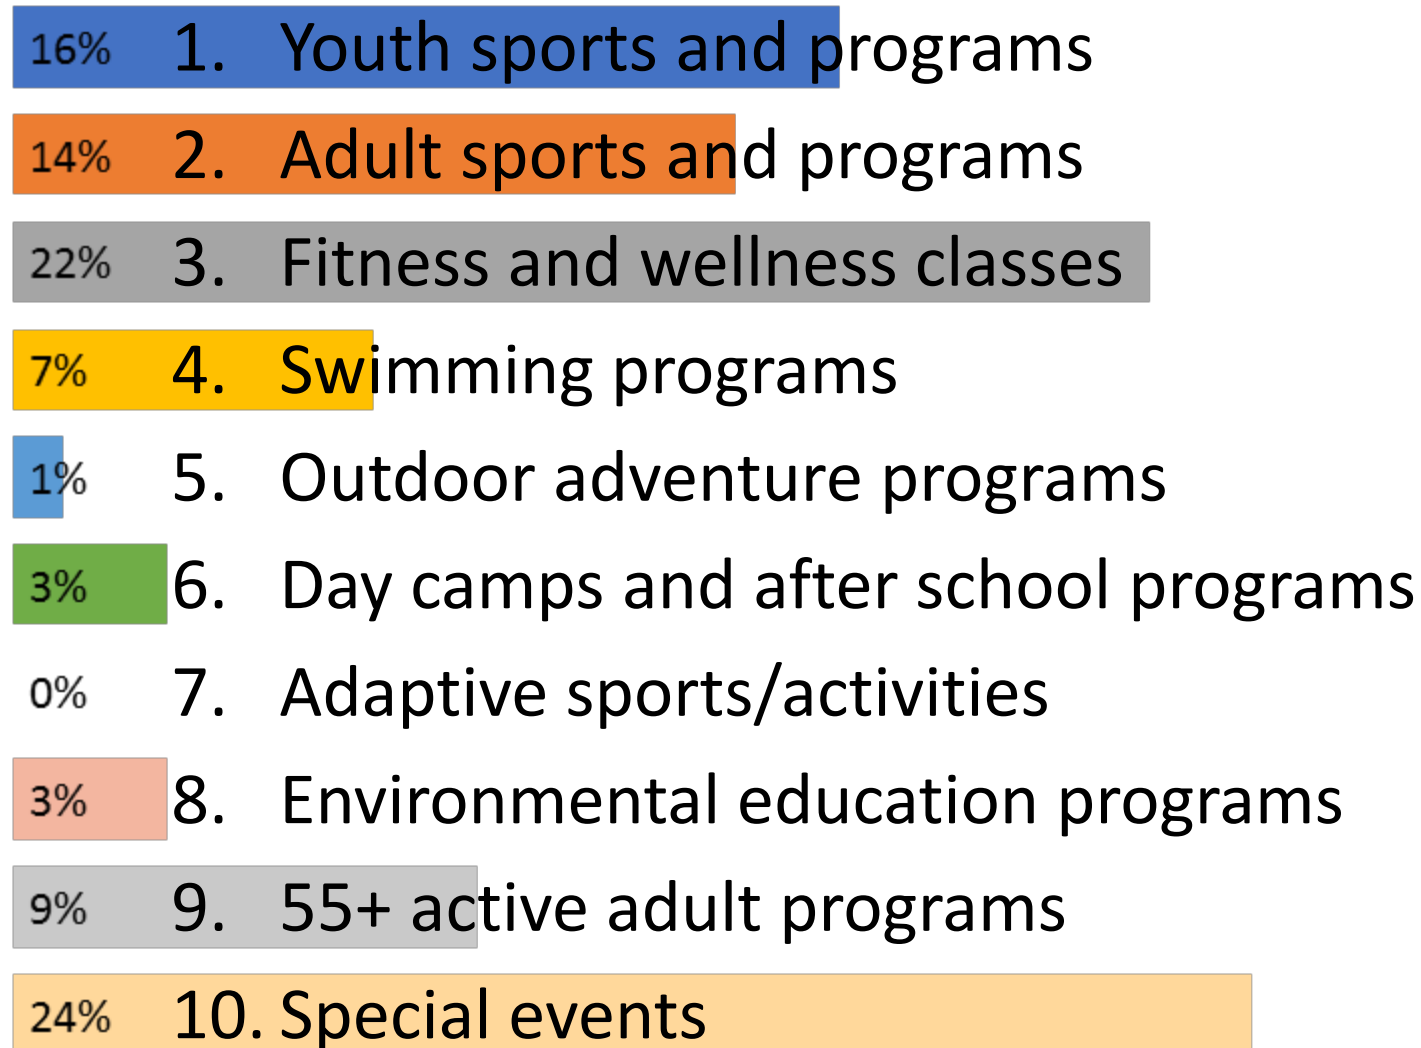 16% 1. Youth sports and programs
14% 2. Adult sports and programs
22% 3. Fitness and wellness classes
7% 4. Swimming programs
1% 5. Outdoor adventure programs
3% 6. Day camps and after school programs
0% 7. Adaptive sports/activities
3% 8. Environmental education programs
9% 9. 55+ active adult programs
24% 10. Special events